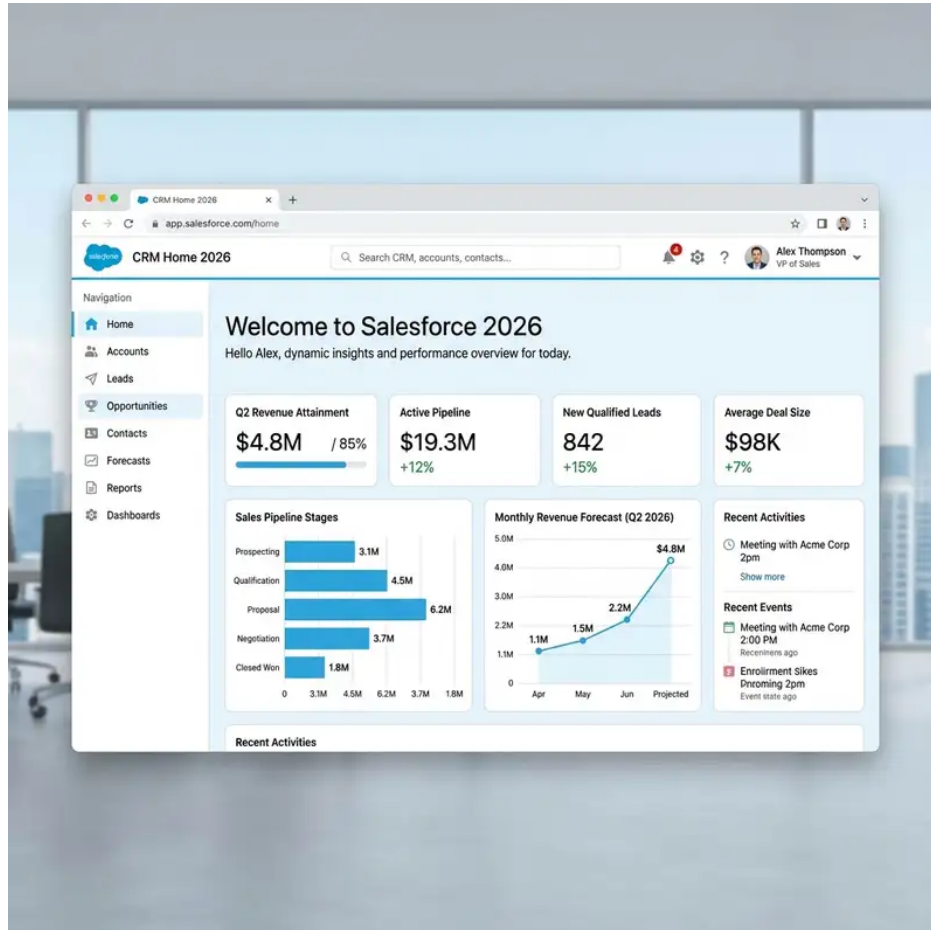 CRM Home 2026
app.salesforce.com/home
salesforce
CRM Home 2026
Search CRM, accounts, contacts...
4
Alex Thompson
VP of Sales
Navigation
Home
Accounts
Leads
Opportunities
Contacts
Forecasts
Reports
Dashboards
Welcome to Salesforce 2026
Hello Alex, dynamic insights and performance overview for today.
Q2 Revenue Attainment
$4.8M / 85%
Active Pipeline
$19.3M
+12%
New Qualified Leads
842
+15%
Average Deal Size
$98K
+7%
Sales Pipeline Stages
Prospecting 3.1M
Qualification 4.5M
Proposal 6.2M
Negotiation 3.7M
Closed Won 1.8M
0 3.1M 4.5M 6.2M 3.7M 1.8M
Monthly Revenue Forecast (Q2 2026)
5.0M
4.0M
3.0M
2.2M
1.1M
0
1.1M
1.5M
2.2M
$4.8M
Apr May Jun Projected
Recent Activities
Meeting with Acme Corp
2pm
Show more
Recent Events
Meeting with Acme Corp
2:00 PM
Receninens ago
Enroiirment Sikes
Pnroming 2pm
Event state ago
Recent Activities